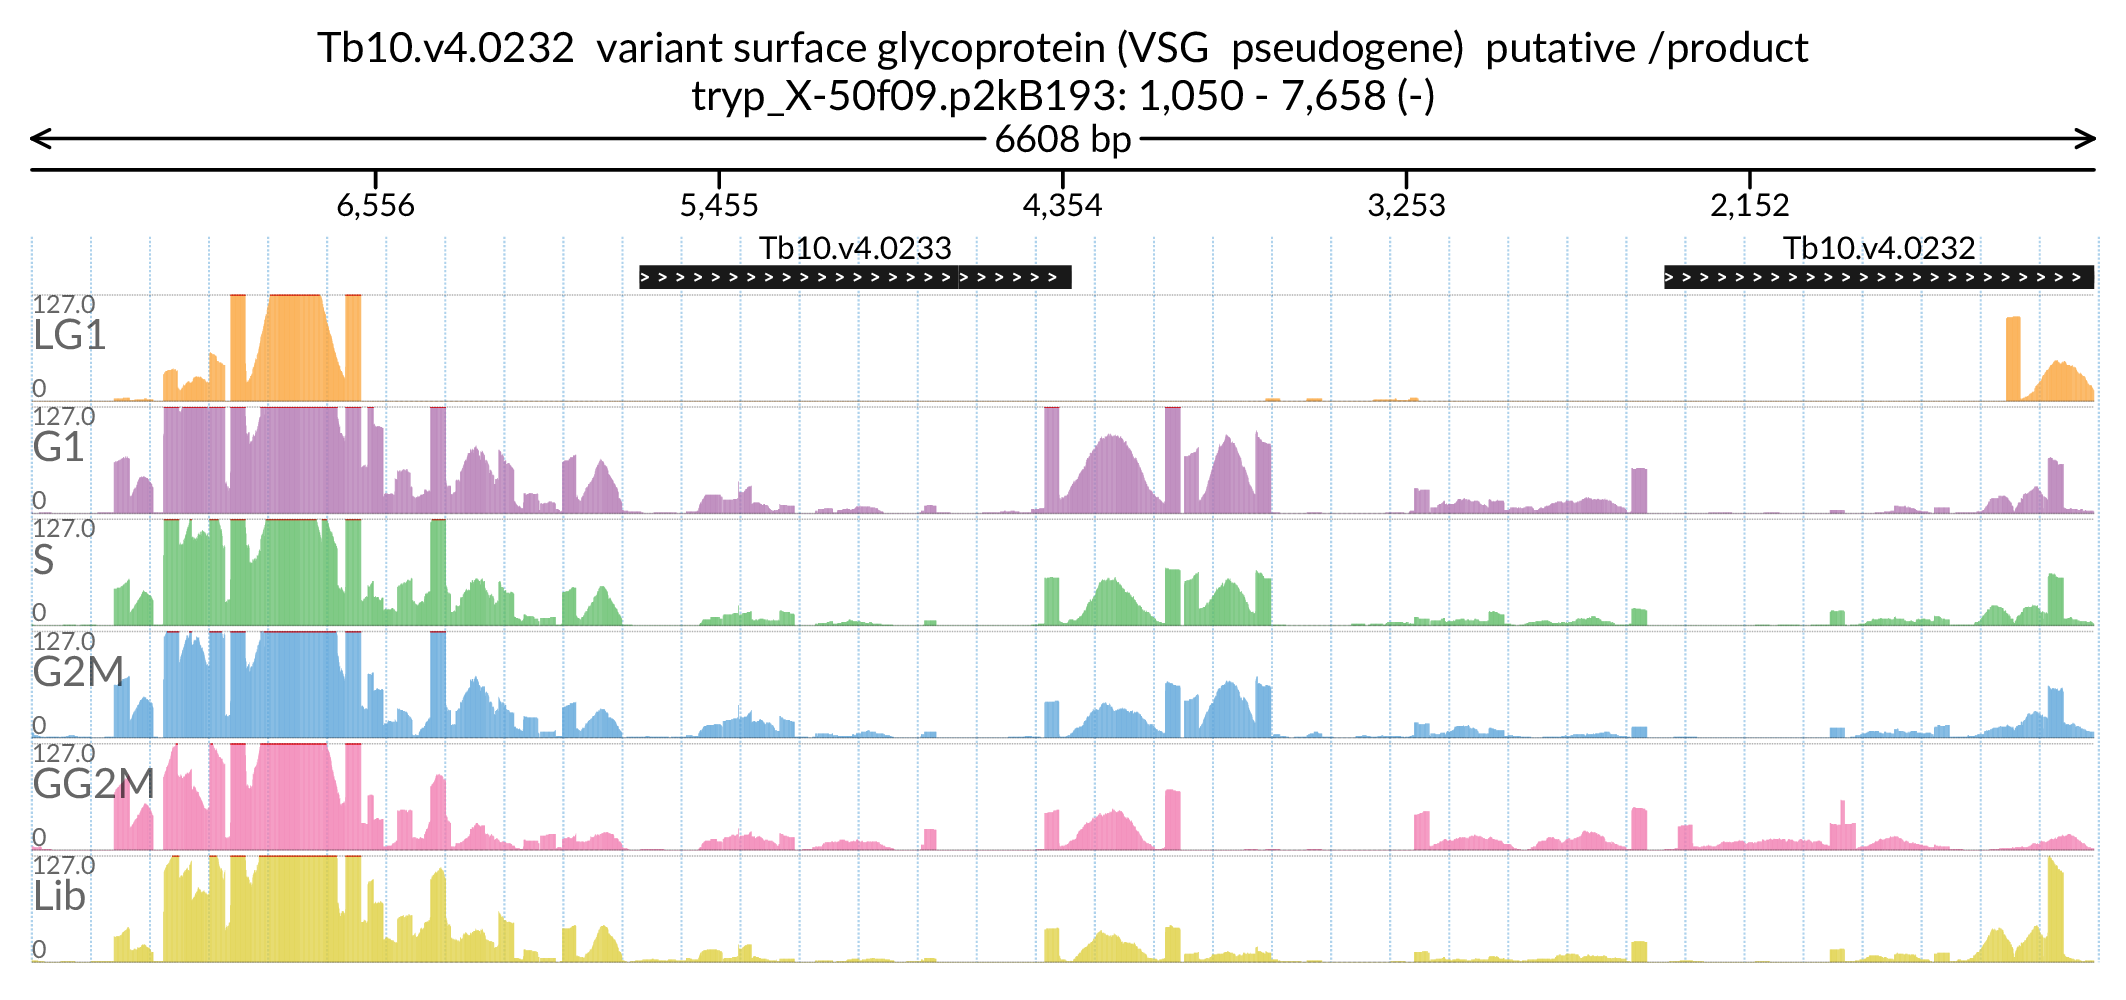 Tb10.v4.0232 variant surface glycoprotein (VSG pseudogene) putative /product
tryp_X-50f09.p2kB193: 1,050 - 7,658 (-)
6608 bp
6,556 5,455 4,354 3,253 2,152
Tb10.v4.0233 Tb10.v4.0232
127.0
LG1
0
127.0
G1
0
127.0
S
0
127.0
G2M
0
127.0
GG2M
0
127.0
Lib
0